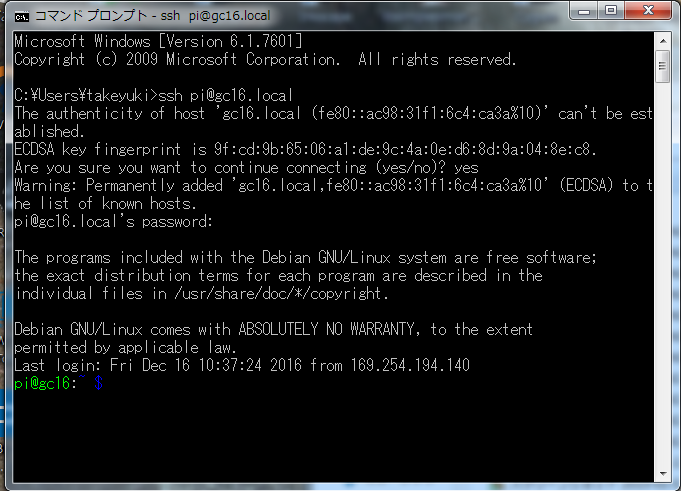 コマンド プロンプト - ssh pi@gc16.local
Microsoft Windows [Version 6.1.7601]
Copyright (c) 2009 Microsoft Corporation.  All rights reserved.
C:¥Users¥takeyuki>ssh pi@gc16.local
The authenticity of host 'gc16.local (fe80::ac98:31f1:6c4:ca3a%10)' can't be est
ablished.
ECDSA key fingerprint is 9f:cd:9b:65:06:a1:de:9c:4a:0e:d6:8d:9a:04:8e:c8.
Are you sure you want to continue connecting (yes/no)? yes
Warning: Permanently added 'gc16.local,fe80::ac98:31f1:6c4:ca3a%10' (ECDSA) to t
he list of known hosts.
pi@gc16.local's password:
The programs included with the Debian GNU/Linux system are free software;
the exact distribution terms for each program are described in the
individual files in /usr/share/doc/*/copyright.
Debian GNU/Linux comes with ABSOLUTELY NO WARRANTY, to the extent
permitted by applicable law.
Last login: Fri Dec 16 10:37:24 2016 from 169.254.194.140
pi@gc16:~ $